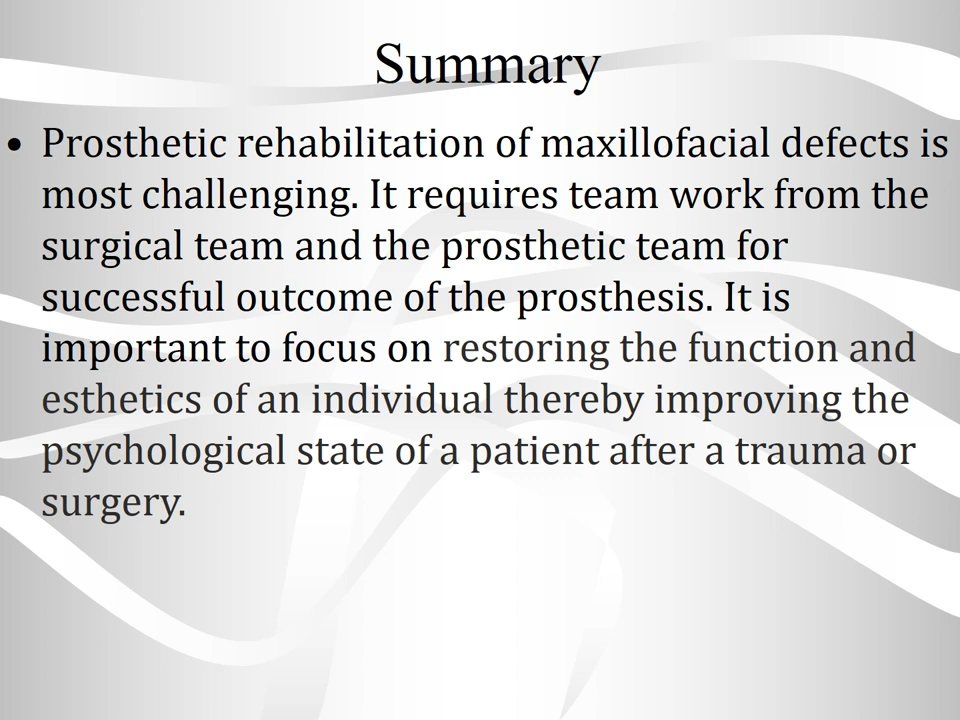 Summary
• Prosthetic rehabilitation of maxillofacial defects is
most challenging. It requires team work from the
surgical team and the prosthetic team for
successful outcome of the prosthesis. It is
important to focus on restoring the function and
esthetics of an individual thereby improving the
psychological state of a patient after a trauma or
surgery.